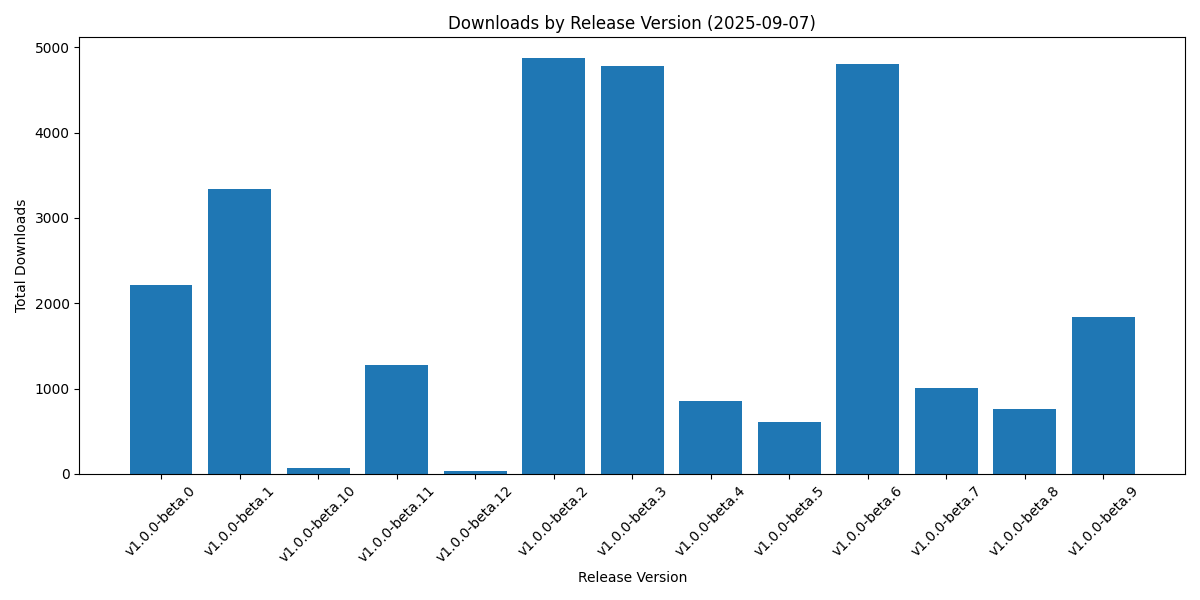 Downloads by Release Version (2025-09-07)
Total Downloads
5000
4000
3000
2000
1000
0
v1.0.0-beta.0
v1.0.0-beta.1
v1.0.0-beta.10
v1.0.0-beta.11
v1.0.0-beta.12
v1.0.0-beta.2
v1.0.0-beta.3
v1.0.0-beta.4
v1.0.0-beta.5
v1.0.0-beta.6
v1.0.0-beta.7
v1.0.0-beta.8
v1.0.0-beta.9
Release Version